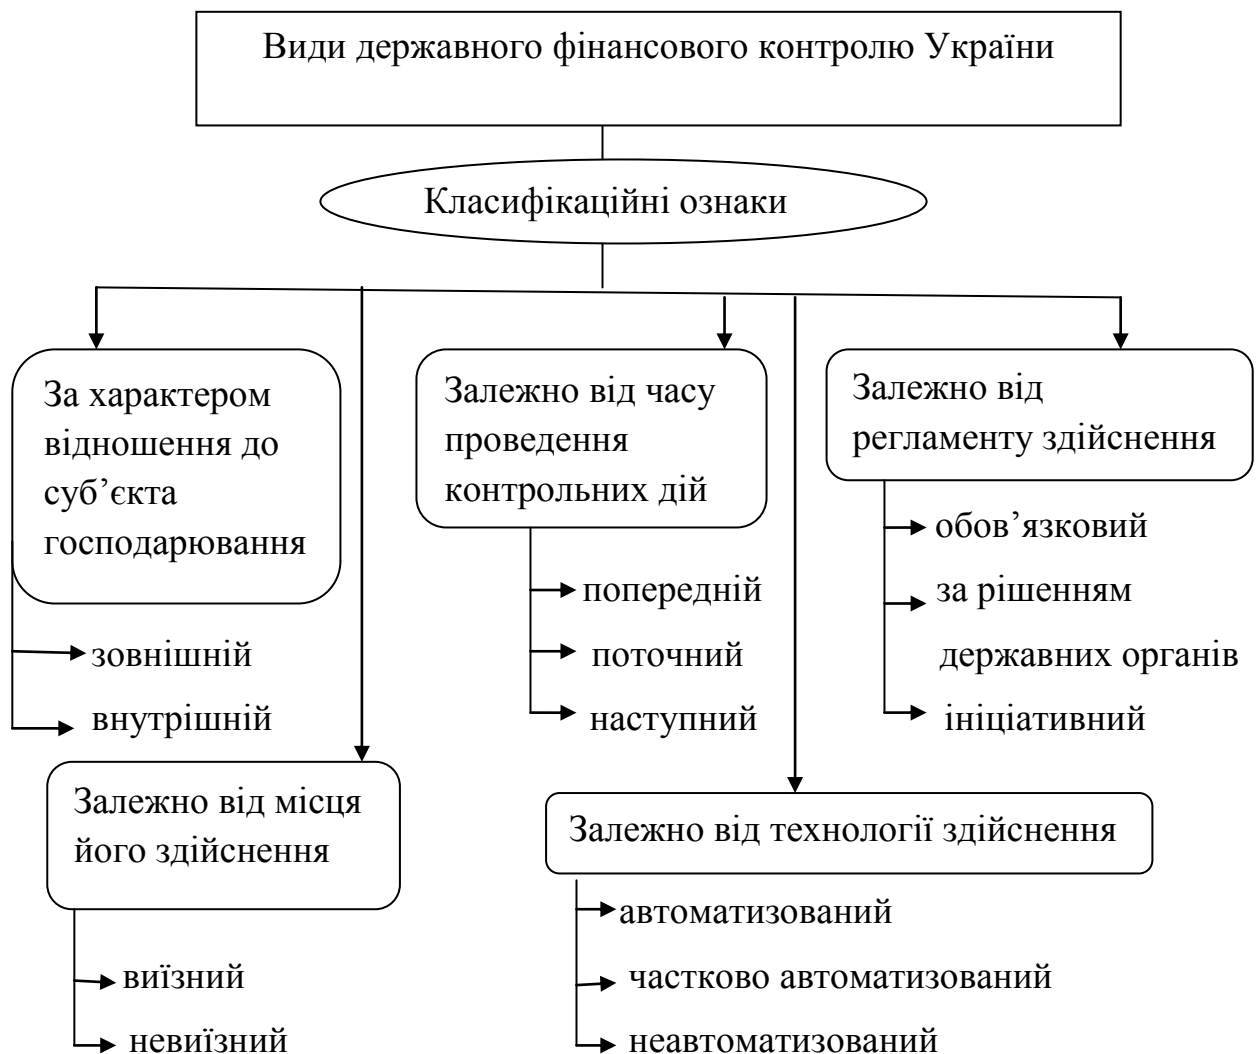 Види державного фінансового контролю України
Класифікаційні ознаки
За характером
відношення до
суб’єкта
господарювання
зовнішній
внутрішній
Залежно від часу
проведення
контрольних дій
попередній
поточний
наступний
Залежно від
регламенту здійснення
обов’язковий
за рішенням
державних органів
ініціативний
Залежно від місця
його здійснення
виїзний
невиїзний
Залежно від технології здійснення
автоматизований
частково автоматизований
неавтоматизований